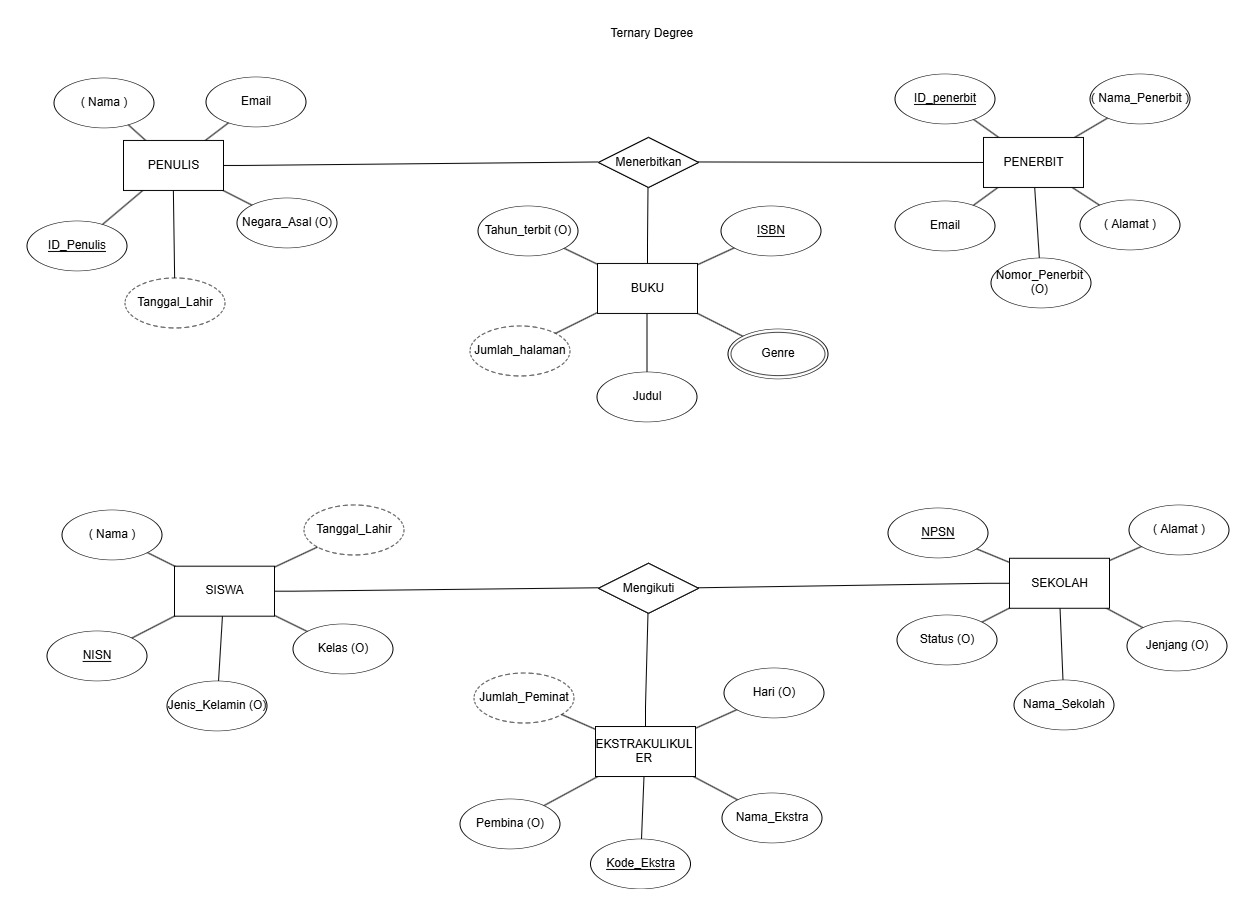 Ternary Degree
( Nama )
Email
PENULIS
ID_Penulis
Negara_Asal (O)
Tanggal_Lahir
Menerbitkan
ID_penerbit
( Nama_Penerbit )
PENERBIT
Email
( Alamat )
Nomor_Penerbit
(O)
Tahun_terbit (O)
ISBN
BUKU
Jumlah_halaman
Genre
Judul
( Nama )
Tanggal_Lahir
SISWA
NISN
Kelas (O)
Jenis_Kelamin (O)
Mengikuti
NPSN
( Alamat )
SEKOLAH
Status (O)
Jenjang (O)
Nama_Sekolah
Jumlah_Peminat
Hari (O)
EKSTRAKULIKUL
ER
Pembina (O)
Nama_Ekstra
Kode_Ekstra